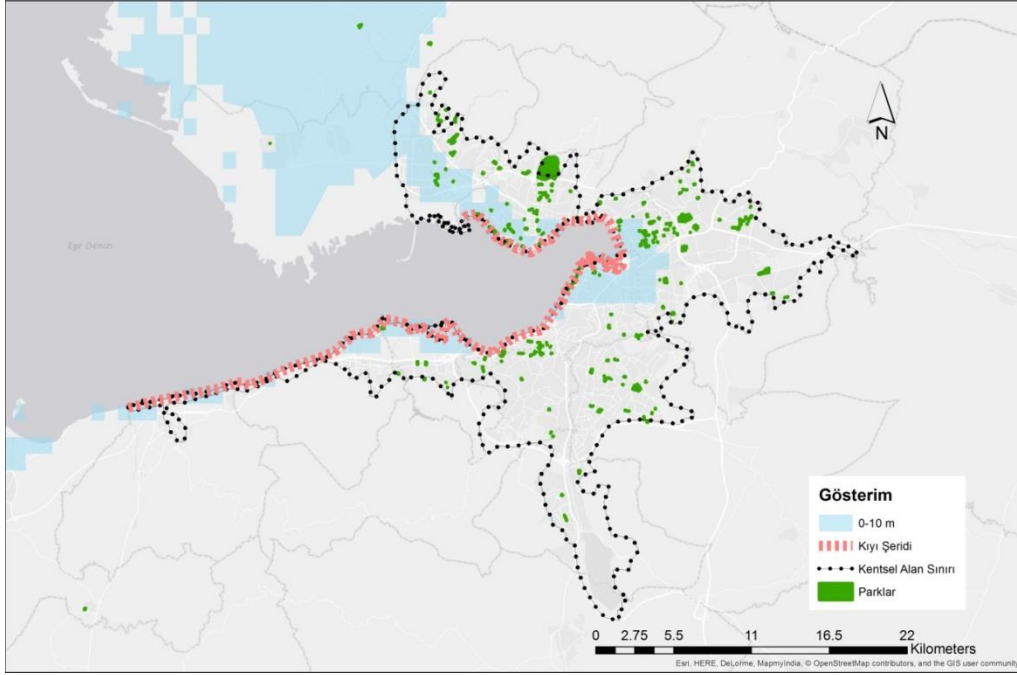 Ege Denizi
N
Gösterim
0-10 m
Kıyı Şeridi
Kentsel Alan Sınırı
Parklar
0 2.75 5.5 11 16.5 22
Kilometers
Esri, HERE, DeLorme, MapmyIndia, © OpenStreetMap contributors, and the GIS user community